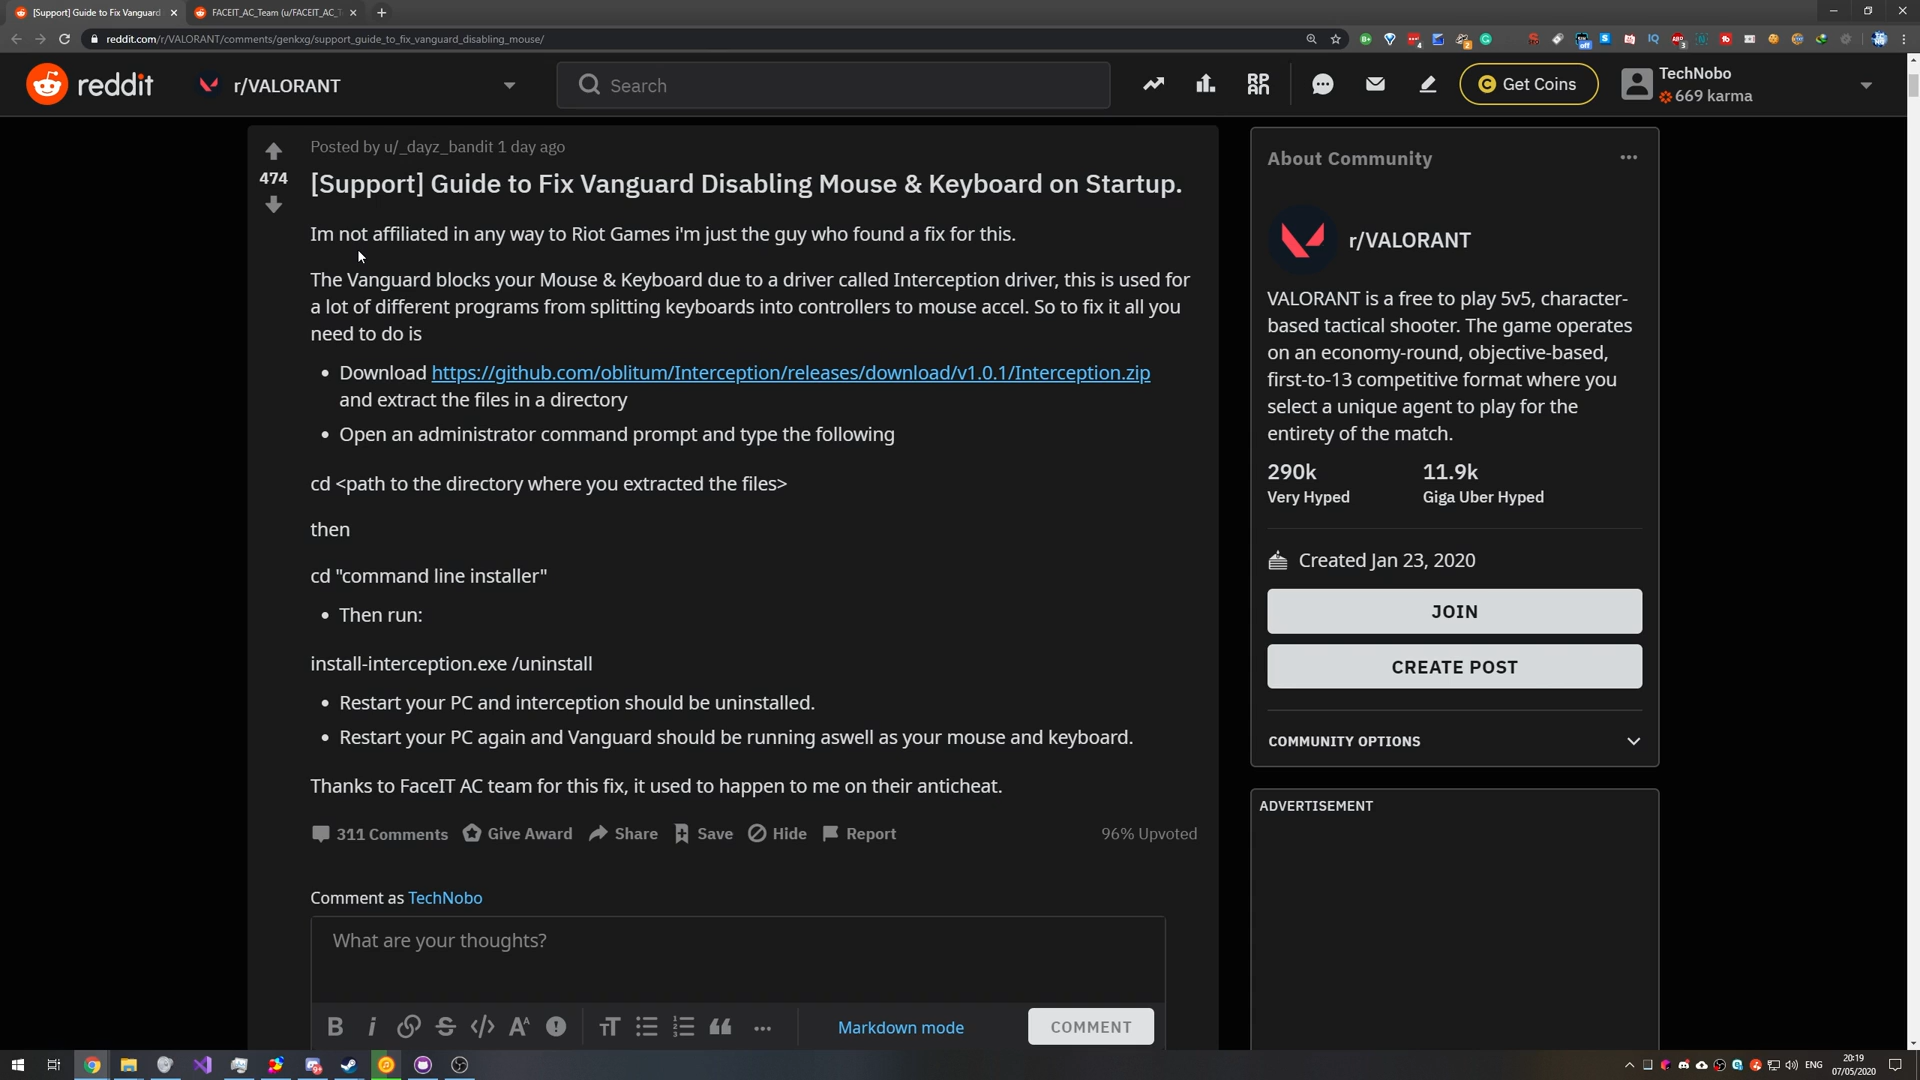 [Support] Guide to Fix Vanguard
FACEIT_AC_Team (u/FACEIT_AC_T
reddit.com/r/VALORANT/comments/genkxg/support_guide_to_fix_vanguard_disabling_mouse/
reddit
r/VALORANT
Search
Get Coins
TechNobo
669 karma
Posted by u/_dayz_bandit 1 day ago
474
[Support] Guide to Fix Vanguard Disabling Mouse & Keyboard on Startup.
Im not affiliated in any way to Riot Games i'm just the guy who found a fix for this.
The Vanguard blocks your Mouse & Keyboard due to a driver called Interception driver, this is used for
a lot of different programs from splitting keyboards into controllers to mouse accel. So to fix it all you
need to do is
• Download https://github.com/oblitum/Interception/releases/download/v1.0.1/Interception.zip
and extract the files in a directory
• Open an administrator command prompt and type the following
cd <path to the directory where you extracted the files>
then
cd "command line installer"
• Then run:
install-interception.exe /uninstall
• Restart your PC and interception should be uninstalled.
• Restart your PC again and Vanguard should be running aswell as your mouse and keyboard.
Thanks to FaceIT AC team for this fix, it used to happen to me on their anticheat.
311 Comments
Give Award
Share
Save
Hide
Report
96% Upvoted
Comment as TechNobo
What are your thoughts?
Markdown mode
COMMENT
About Community
r/VALORANT
VALORANT is a free to play 5v5, character-
based tactical shooter. The game operates
on an economy-round, objective-based,
first-to-13 competitive format where you
select a unique agent to play for the
entirety of the match.
290k
11.9k
Very Hyped
Giga Uber Hyped
Created Jan 23, 2020
JOIN
CREATE POST
COMMUNITY OPTIONS
ADVERTISEMENT
ENG
20:19
07/05/2020